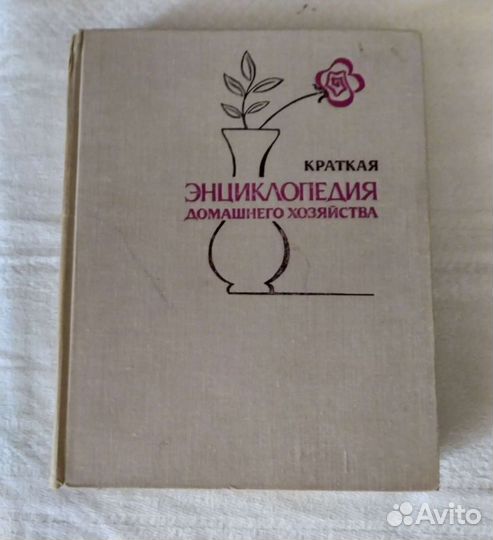 КРАТКАЯ
ЭНЦИКЛОПЕДИЯ
ДОМАШНЕГО ХОЗЯЙСТВА
Avito